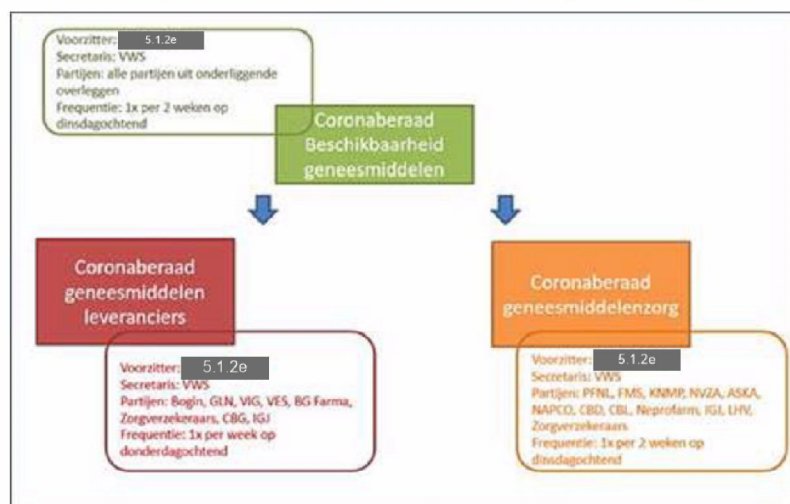 Voorzitter: 5.1.2e
Secretaris: VWS
Partijen: alle partijen uit onderliggende
overleggen
Frequentie: 1x per 2 weken op
dinsdagochtend
Coronaberaad
Beschikbaarheid
geneesmiddelen
Coronaberaad
geneesmiddelen
leveranciers
Voorzitter: 5.1.2e
Secretaris: VWS
Partijen: Bogin, GLN, VIG, VES, BG Farma,
Zorgverzekeraars, CBG, IGJ
Frequentie: 1x per week op
donderdagochtend
Coronaberaad
geneesmiddelenzorg
Voorzitter: 5.1.2e
Secretaris: VWS
Partijen: PFNL, FMS, KNMP, NVZA, ASKA,
NAPCO, CBD, CBL, Neprofarm, IGJ, LHV,
Zorgverzekeraars
Frequentie: 1x per 2 weken op
dinsdagochtend